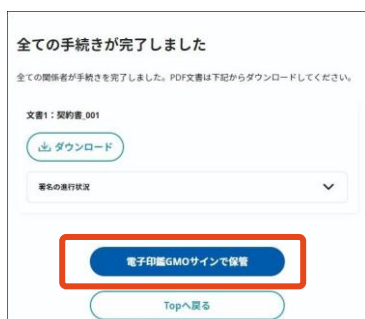 全ての手続きが完了しました
全ての関係者が手続きを完了しました。PDF文書は下記からダウンロードしてください。
文書1：契約書_001
ダウンロード
署名の進行状況
電子印鑑GMOサインで保管
Topへ戻る